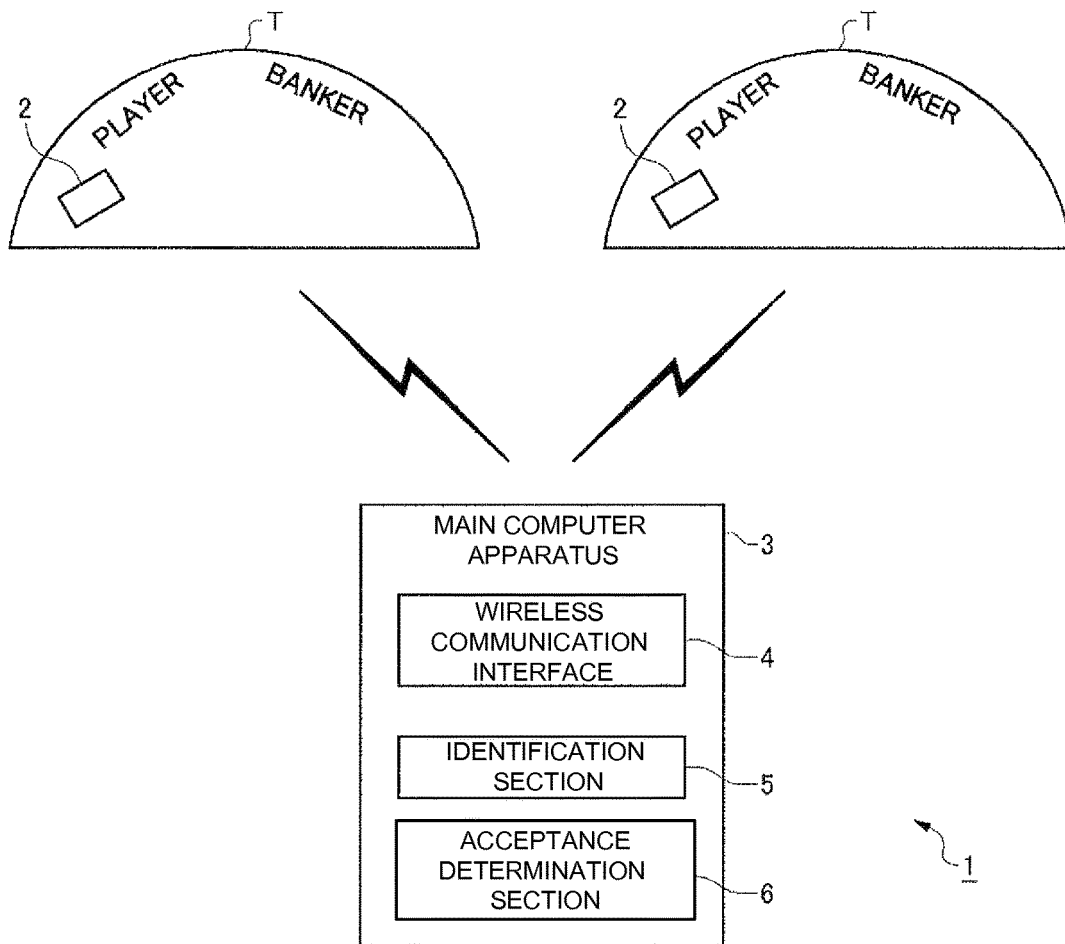 T
T
PLAYER
BANKER
PLAYER
BANKER
2
2
MAIN COMPUTER
APPARATUS
3
WIRELESS
COMMUNICATION
INTERFACE
4
IDENTIFICATION
SECTION
5
ACCEPTANCE
DETERMINATION
SECTION
6
1